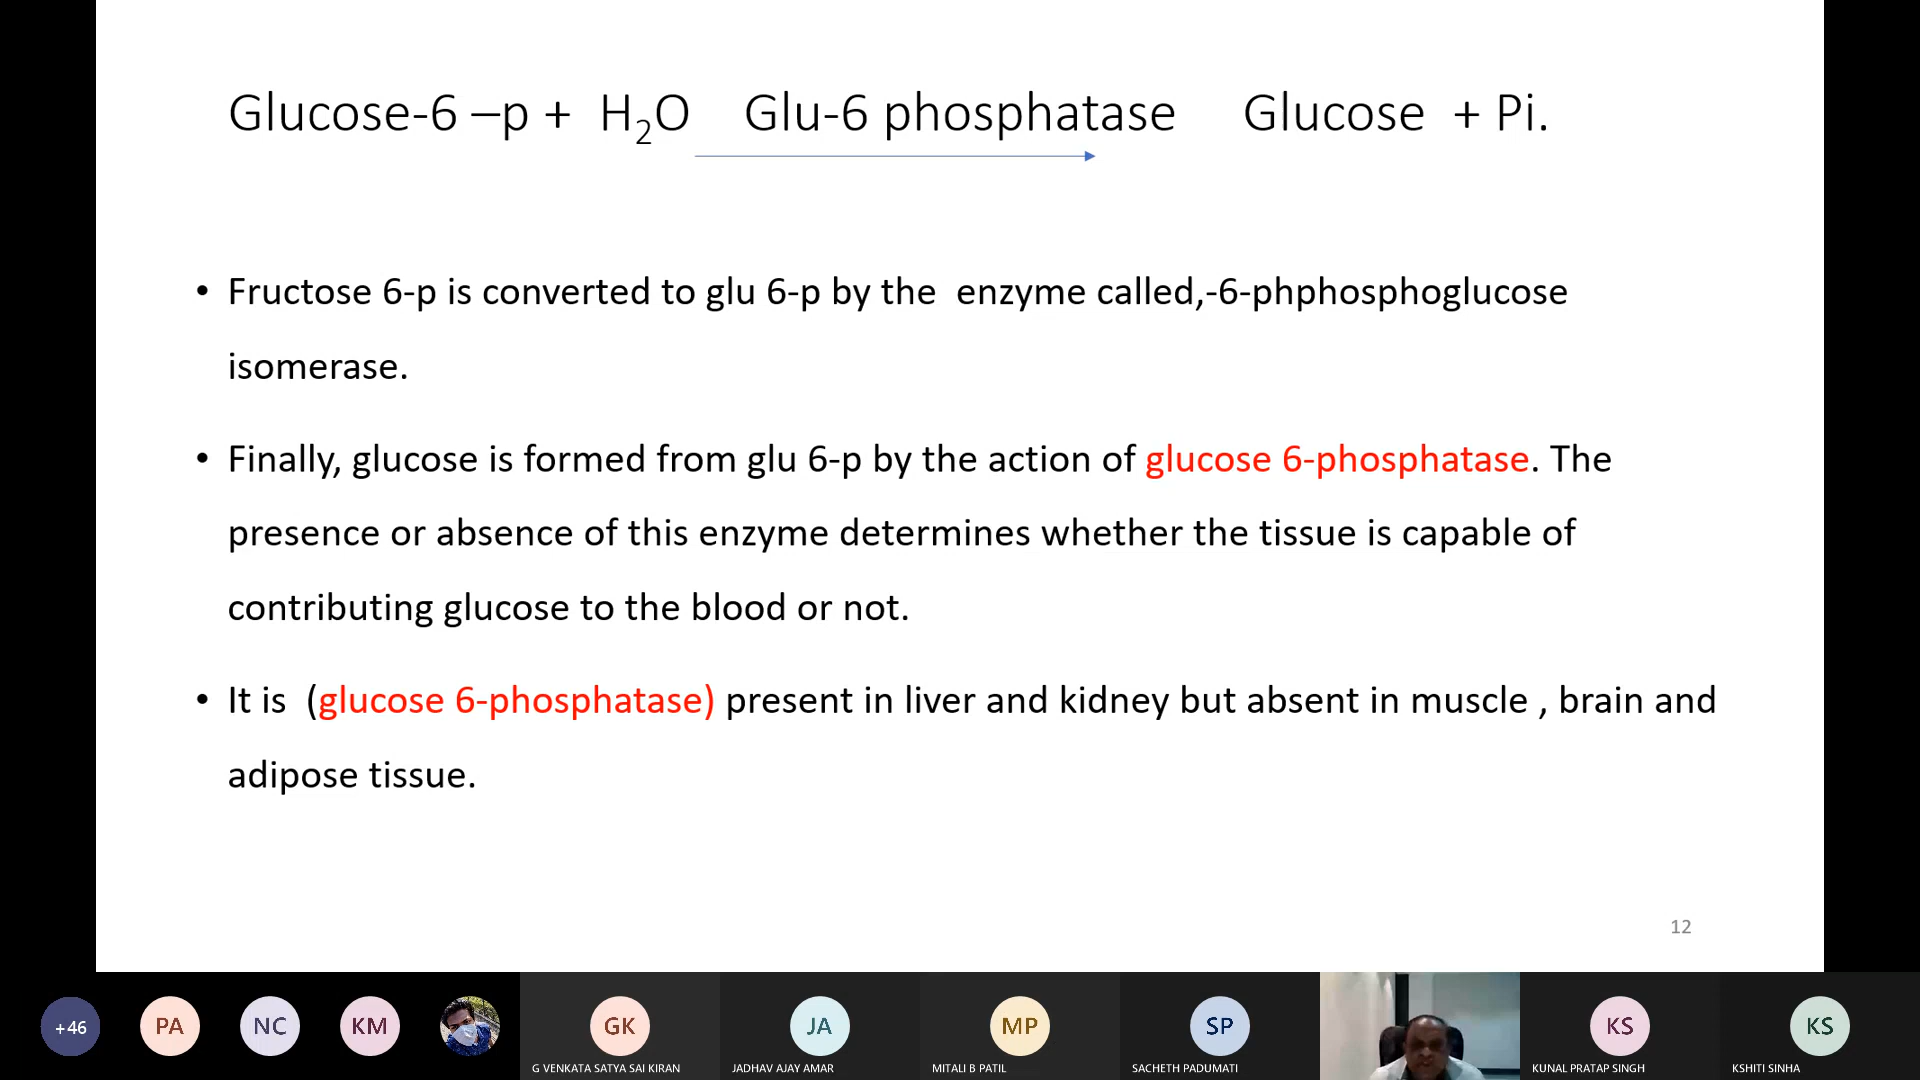 Glucose-6 –p + H₂O Glu-6 phosphatase Glucose + Pi.
• Fructose 6-p is converted to glu 6-p by the enzyme called,-6-phphosphoglucose
isomerase.
• Finally, glucose is formed from glu 6-p by the action of glucose 6-phosphatase. The
presence or absence of this enzyme determines whether the tissue is capable of
contributing glucose to the blood or not.
• It is (glucose 6-phosphatase) present in liver and kidney but absent in muscle , brain and
adipose tissue.
12
+46 PA NC KM GK JA MP SP KS KS
G VENKATA SATYA SAI KIRAN JADHAV AJAY AMAR MITALI B PATIL SACHETH PADUMATI KUNAL PRATAP SINGH KSHITI SINHA